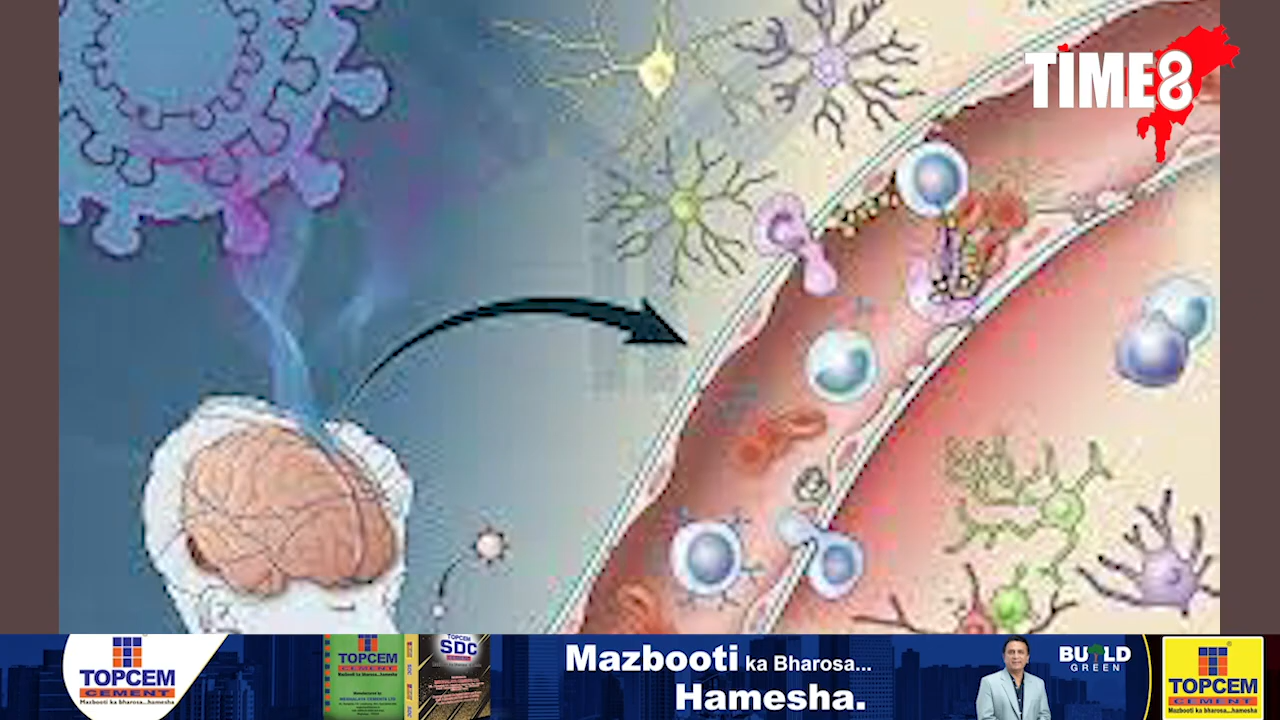 TIME8
TOPCEM
CEMENT
Mazbooti ka bharosa...hamesha
TOPCEM
CEMENT
TOPCEM
SDC
Mazbooti ka Bharosa...
Hamesha.
BUILD
GREEN
TOPCEM
CEMENT
Mazbooti ka bharosa...hamesha